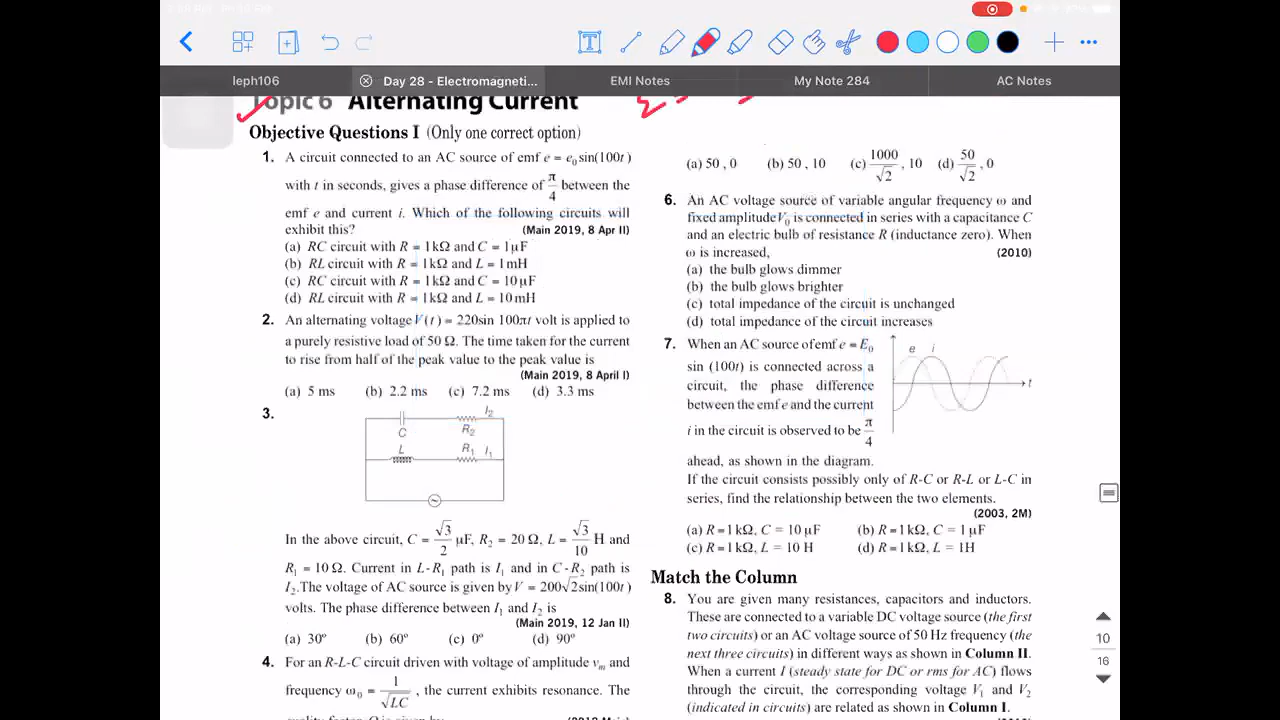 leph106
Day 28 - Electromagneti...
EMI Notes
My Note 284
AC Notes
Topic 6 Alternating Current
Objective Questions I (Only one correct option)
1. A circuit connected to an AC source of emf e = e₀ sin(100t)
with t in seconds, gives a phase difference of π/4 between the
emf e and current i. Which of the following circuits will
exhibit this? (Main 2019, 8 Apr II)
(a) RC circuit with R = 1kΩ and C = 1μF
(b) RL circuit with R = 1kΩ and L = 1mH
(c) RC circuit with R = 1kΩ and C = 10μF
(d) RL circuit with R = 1kΩ and L = 10mH
2. An alternating voltage V(t) = 220sin 100πt volt is applied to
a purely resistive load of 50 Ω. The time taken for the current
to rise from half of the peak value to the peak value is
(Main 2019, 8 April I)
(a) 5 ms (b) 2.2 ms (c) 7.2 ms (d) 3.3 ms
3.
I₂
C R₂
L R₁ I₁
In the above circuit, C = √3/2 μF, R₂ = 20 Ω, L = √3/10 H and
R₁ = 10 Ω. Current in L-R₁ path is I₁ and in C-R₂ path is
I₂. The voltage of AC source is given by V = 200√2sin(100t)
volts. The phase difference between I₁ and I₂ is
(Main 2019, 12 Jan II)
(a) 30° (b) 60° (c) 0° (d) 90°
4. For an R-L-C circuit driven with voltage of amplitude vₘ and
frequency ω₀ = 1/√LC, the current exhibits resonance. The
(a) 50, 0 (b) 50, 10 (c) 1000/√2, 10 (d) 50/√2, 0
6. An AC voltage source of variable angular frequency ω and
fixed amplitude V₀ is connected in series with a capacitance C
and an electric bulb of resistance R (inductance zero). When
ω is increased, (2010)
(a) the bulb glows dimmer
(b) the bulb glows brighter
(c) total impedance of the circuit is unchanged
(d) total impedance of the circuit increases
7. When an AC source of emf e = E₀
sin (100t) is connected across a
circuit, the phase difference
between the emf e and the current
i in the circuit is observed to be π/4
ahead, as shown in the diagram.
e i
t
If the circuit consists possibly only of R-C or R-L or L-C in
series, find the relationship between the two elements.
(2003, 2M)
(a) R = 1 kΩ, C = 10 μF (b) R = 1 kΩ, C = 1 μF
(c) R = 1 kΩ, L = 10 H (d) R = 1 kΩ, L = 1H
Match the Column
8. You are given many resistances, capacitors and inductors.
These are connected to a variable DC voltage source (the first
two circuits) or an AC voltage source of 50 Hz frequency (the
next three circuits) in different ways as shown in Column II.
When a current I (steady state for DC or rms for AC) flows
through the circuit, the corresponding voltage V₁ and V₂
(indicated in circuits) are related as shown in Column I.
10
16